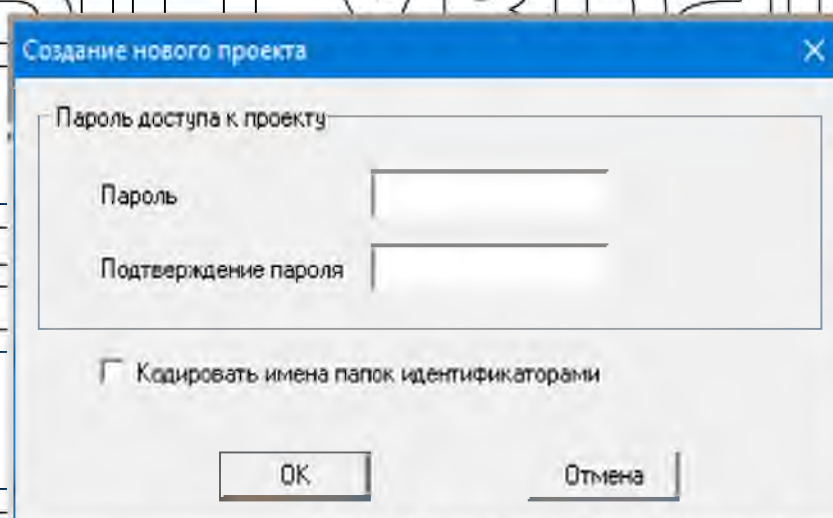 Создание нового проекта
Пароль доступа к проекту
Пароль
Подтверждение пароля
Кодировать имена папок идентификаторами
OK
Отмена